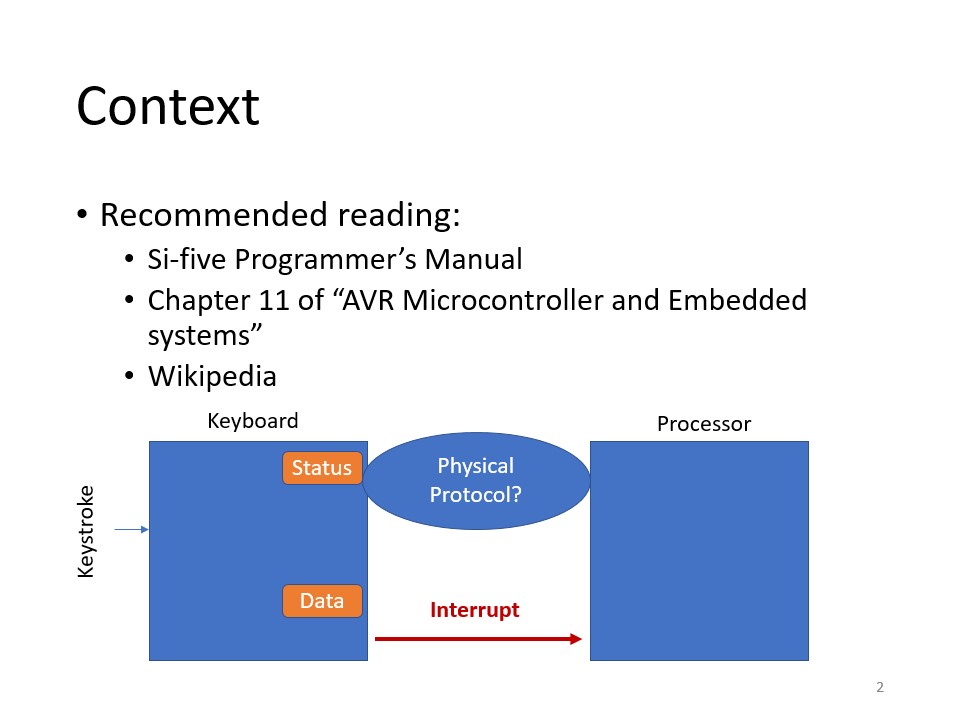 Context
• Recommended reading:
• Si-five Programmer’s Manual
• Chapter 11 of “AVR Microcontroller and Embedded
systems”
• Wikipedia
Keyboard
Processor
Status
Physical
Protocol?
Keystroke
Data
Interrupt
2